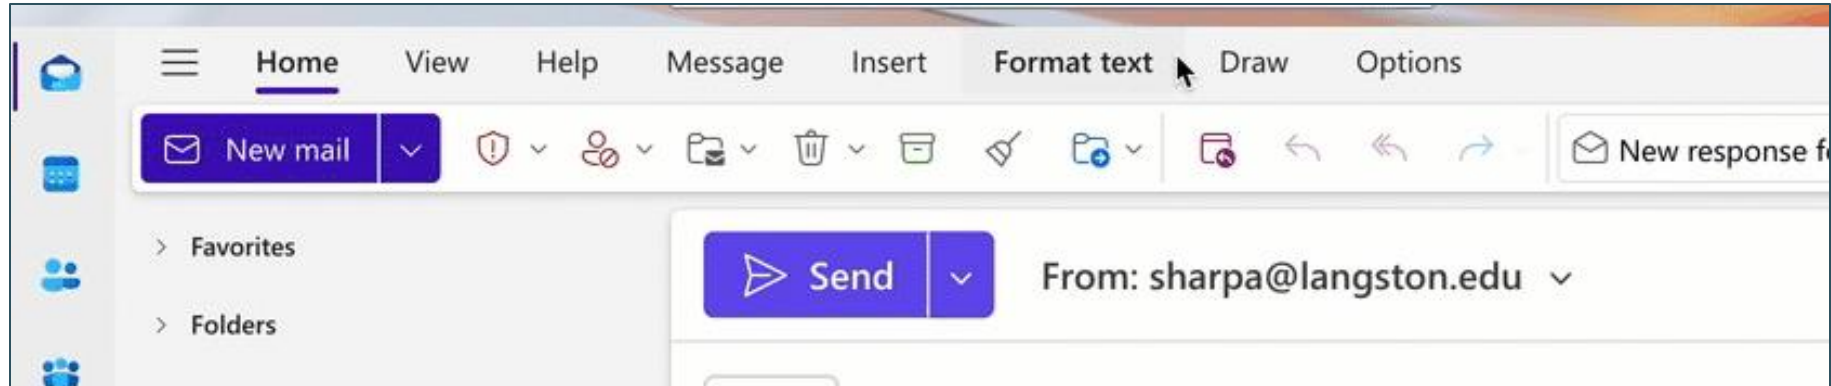 Home View Help Message Insert Format text Draw Options
New mail New response f
Favorites
Send From: sharpa@langston.edu
Folders